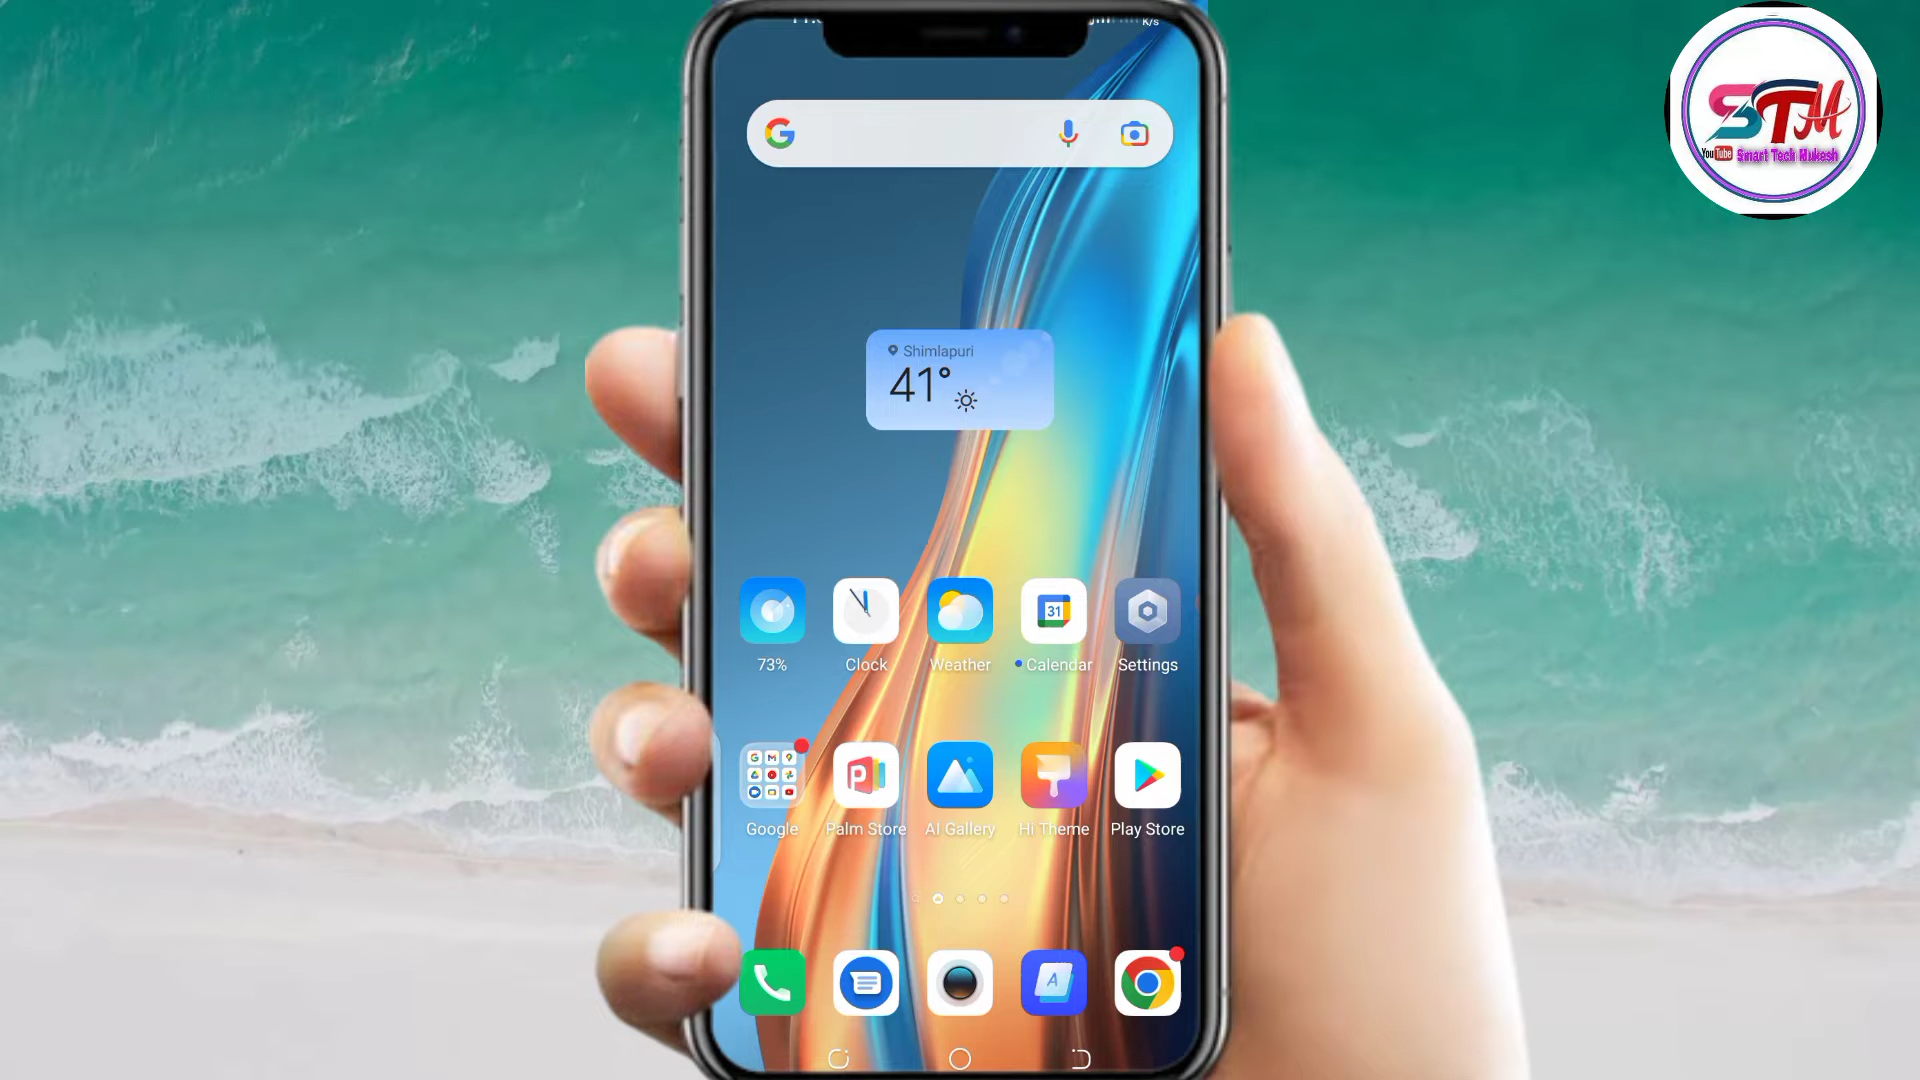 K/s
STM
YouTube Smart Tech Mukesh
Shimlapuri
41°
31
73%
Clock
Weather
Calendar
Settings
Google
Palm Store
AI Gallery
Hi Theme
Play Store
A